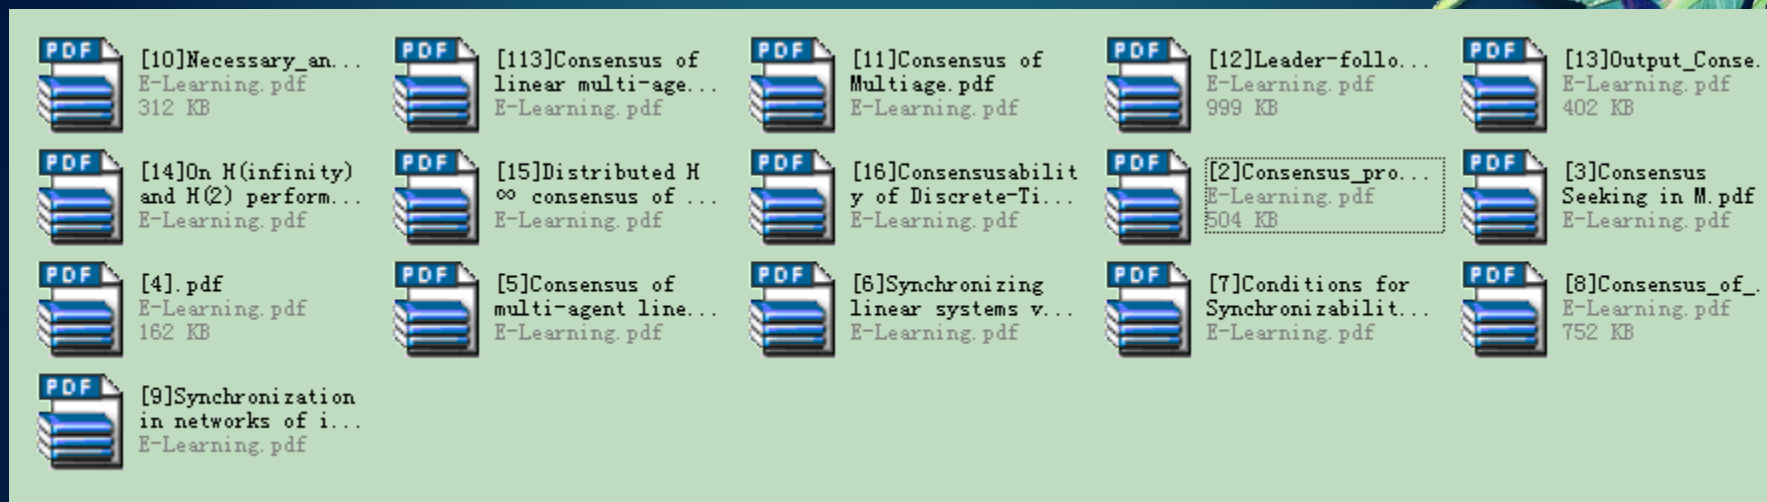 PDF
[10]Necessary_an...
E-Learning.pdf
312 KB
PDF
[113]Consensus of
linear multi-age...
E-Learning.pdf
PDF
[11]Consensus of
Multiage.pdf
E-Learning.pdf
PDF
[12]Leader-follo...
E-Learning.pdf
999 KB
PDF
[13]Output_Conse.
E-Learning.pdf
402 KB
PDF
[14]On H(infinity)
and H(2) perform...
E-Learning.pdf
PDF
[15]Distributed H
∞ consensus of ...
E-Learning.pdf
PDF
[16]Consensusabilit
y of Discrete-Ti...
E-Learning.pdf
PDF
[2]Consensus_pro...
E-Learning.pdf
504 KB
PDF
[3]Consensus
Seeking in M.pdf
E-Learning.pdf
PDF
[4].pdf
E-Learning.pdf
162 KB
PDF
[5]Consensus of
multi-agent line...
E-Learning.pdf
PDF
[6]Synchronizing
linear systems v...
E-Learning.pdf
PDF
[7]Conditions for
Synchronizabilit...
E-Learning.pdf
PDF
[8]Consensus_of_.
E-Learning.pdf
752 KB
PDF
[9]Synchronization
in networks of i...
E-Learning.pdf